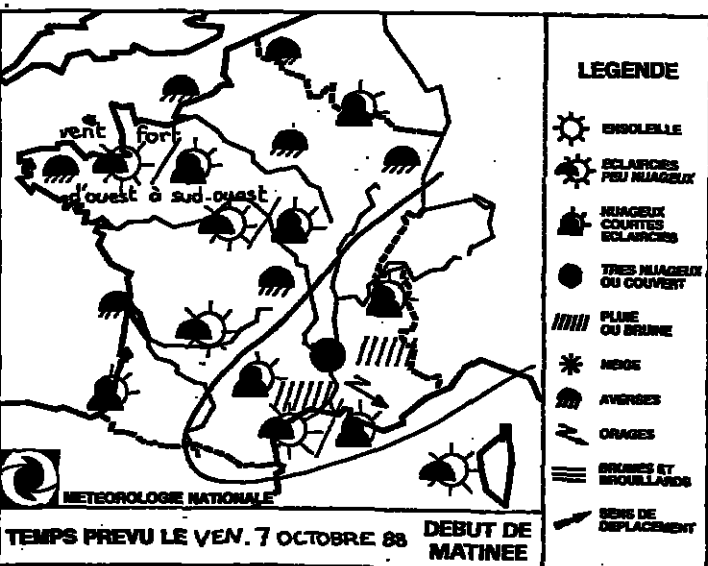 vent fort
d'ouest à sud-ouest
METEOROLOGIE NATIONALE
TEMPS PREVU LE VEN. 7 OCTOBRE 88 DEBUT DE
MATINEE
LEGENDE
ENSOLEILLE
ECLAIRCIES
PEU NUAGEUX
NUAGEUX
COURTES
ECLAIRCIES
TRES NUAGEUX
OU COUVERT
PLUIE
OU BRUINE
NEIGE
AVERSES
ORAGES
BRUMES ET
BROUILLARDS
SENS DE
DEPLACEMENT